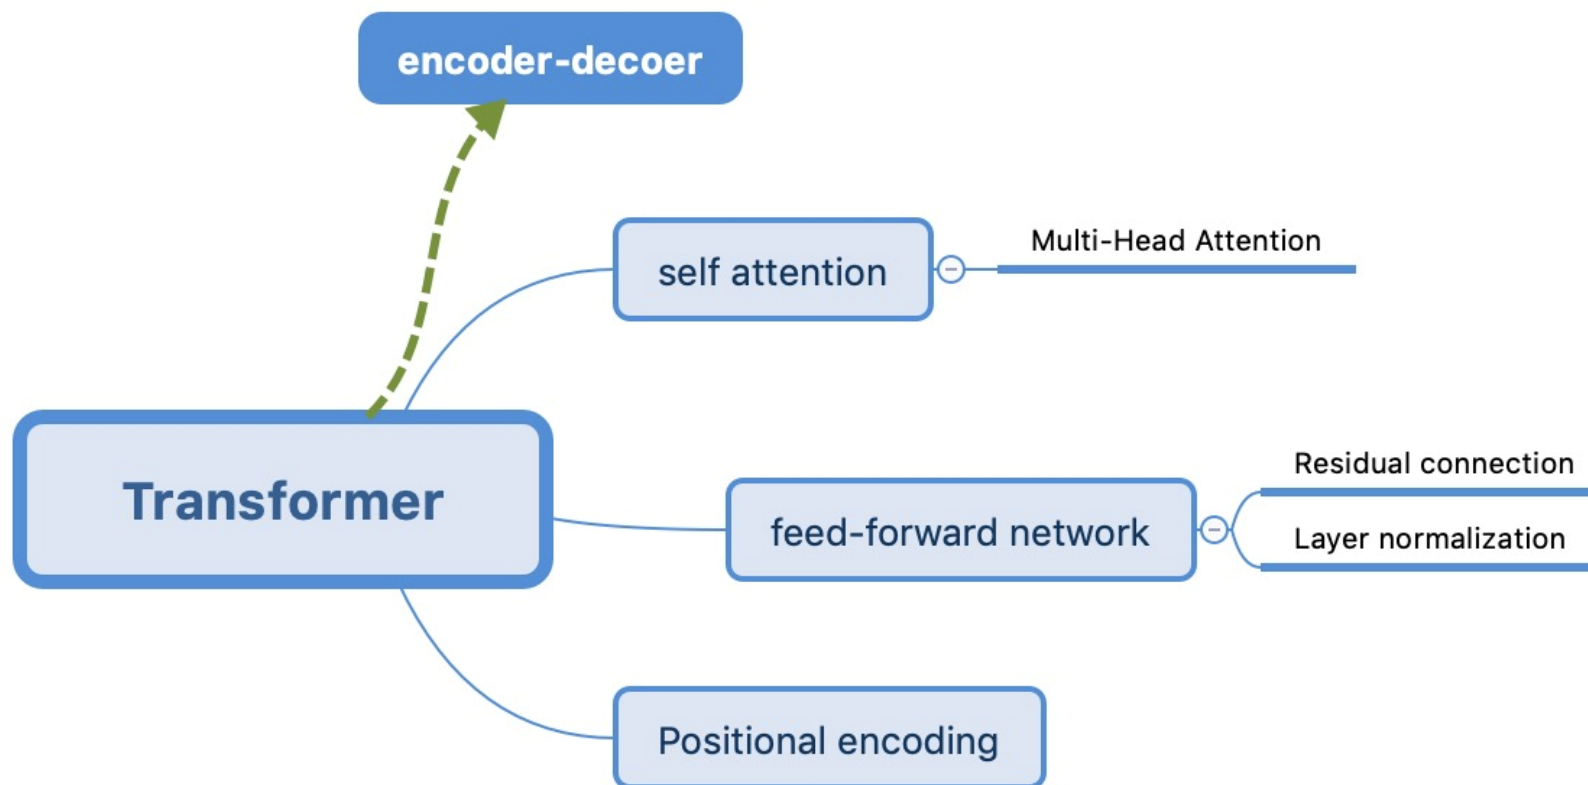 encoder-decoer
self attention
Multi-Head Attention
Transformer
feed-forward network
Residual connection
Layer normalization
Positional encoding